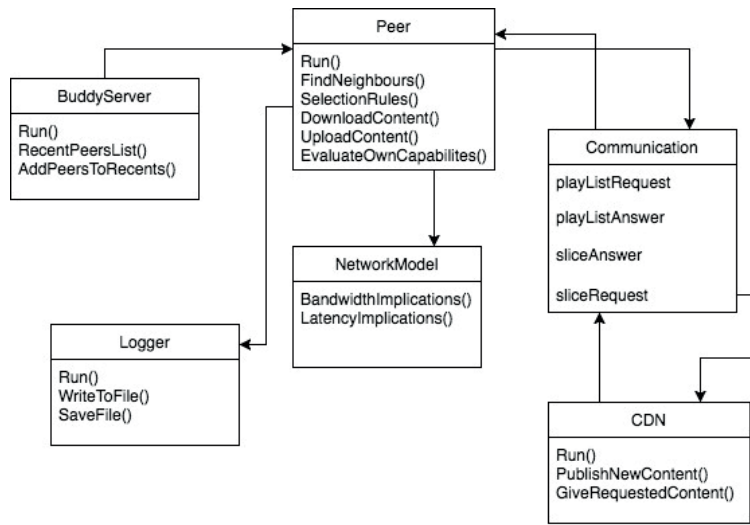 Peer
Run()
FindNeighbours()
SelectionRules()
DownloadContent()
UploadContent()
EvaluateOwnCapabilites()
BuddyServer
Run()
RecentPeersList()
AddPeersToRecents()
Communication
playListRequest
playListAnswer
sliceAnswer
sliceRequest
NetworkModel
BandwidthImplications()
LatencyImplications()
Logger
Run()
WriteToFile()
SaveFile()
CDN
Run()
PublishNewContent()
GiveRequestedContent()